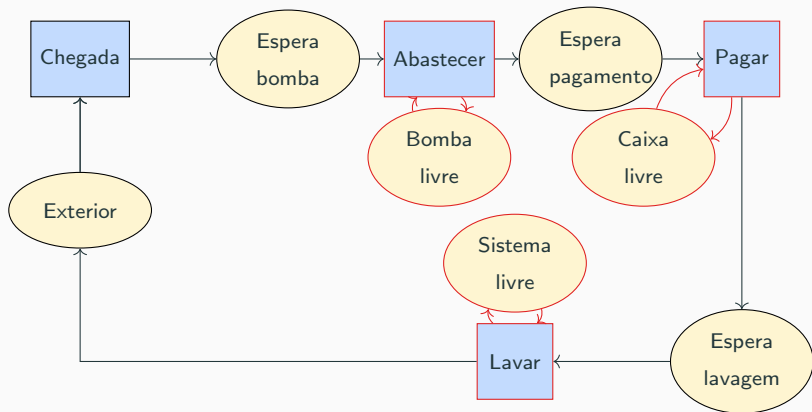 Chegada
Espera
bomba
Abastecer
Espera
pagamento
Pagar
Bomba
livre
Caixa
livre
Exterior
Sistema
livre
Lavar
Espera
lavagem